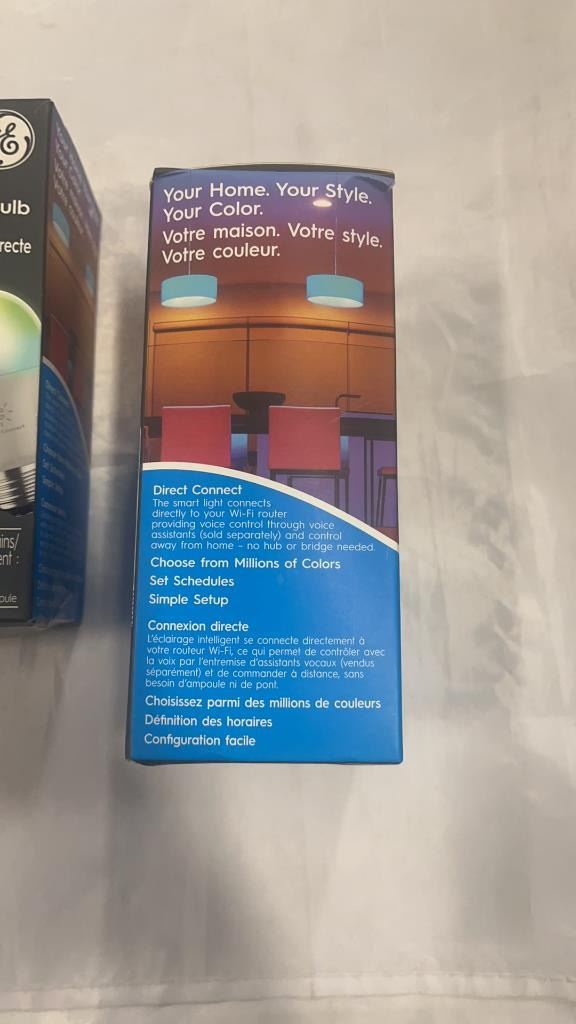 GE
ulb
recte
Your Home. Your Style.
Your Color.
Votre maison. Votre style.
Votre couleur.
Direct Connect
The smart light connects
directly to your Wi-Fi router
providing voice control through voice
assistants (sold separately) and control
away from home – no hub or bridge needed.
Choose from Millions of Colors
Set Schedules
Simple Setup
Connexion directe
L'éclairage intelligent se connecte directement à
votre routeur Wi-Fi, ce qui permet de contrôler avec
la voix par l'entremise d'assistants vocaux (vendus
séparément) et de commander à distance, sans
besoin d'ampoule ni de pont.
Choisissez parmi des millions de couleurs
Définition des horaires
Configuration facile